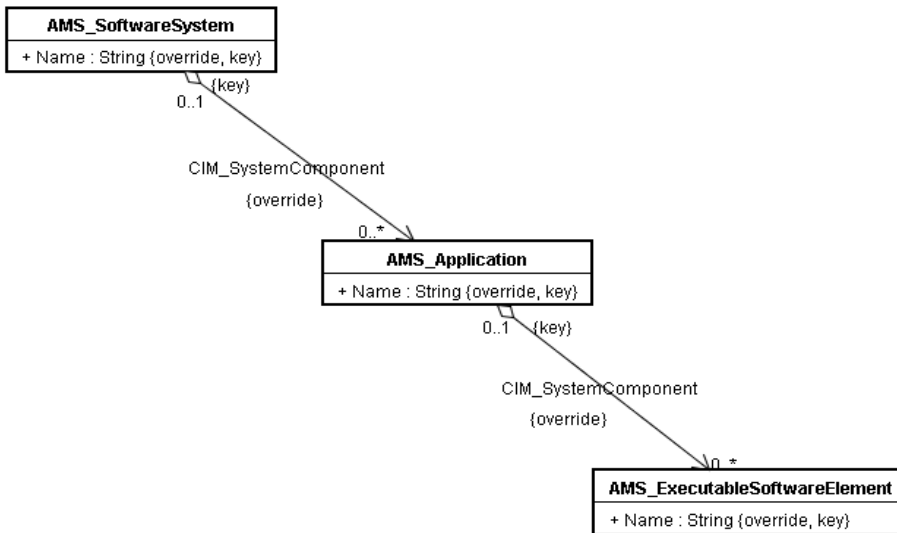 AMS_SoftwareSystem
+ Name : String {override, key}
{key}
0..1
CIM_SystemComponent
{override}
0..*
AMS_Application
+ Name : String {override, key}
0..1 {key}
CIM_SystemComponent
{override}
0..*
AMS_ExecutableSoftwareElement
+ Name : String {override, key}